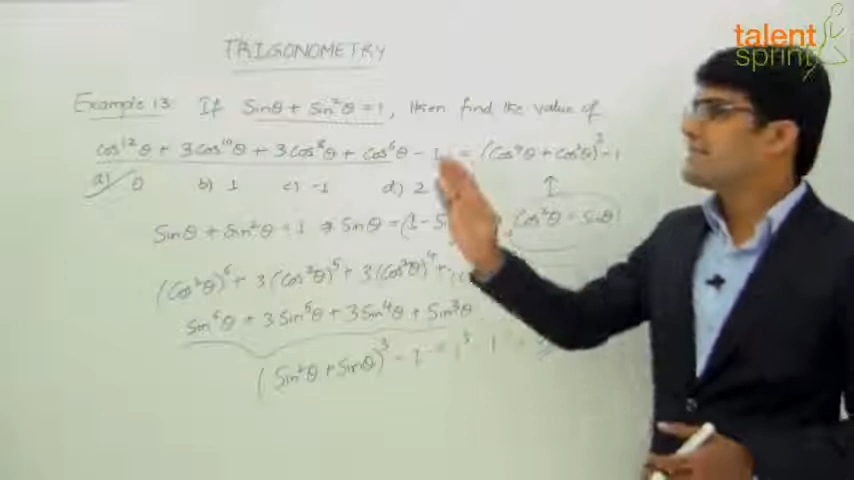 talent
sprint
TRIGONOMETRY
Example 13: If Sinθ + Sin²θ = 1, then find the value of
Cos¹²θ + 3Cos¹⁰θ + 3Cos⁸θ + Cos⁶θ - 1 = (Cos⁴θ + Cos²θ)³ - 1
a) 0 b) 1 c) -1 d) 2
Sinθ + Sin²θ = 1 ⇒ Sinθ = (1 - Cos²θ = Sinθ
(Cos²θ)⁶ + 3(Cos²θ)⁵ + 3(Cos²θ)⁴ +
Sin⁶θ + 3Sin⁵θ + 3Sin⁴θ + Sin³θ
(Sin²θ + Sinθ)³ - 1 = 1³